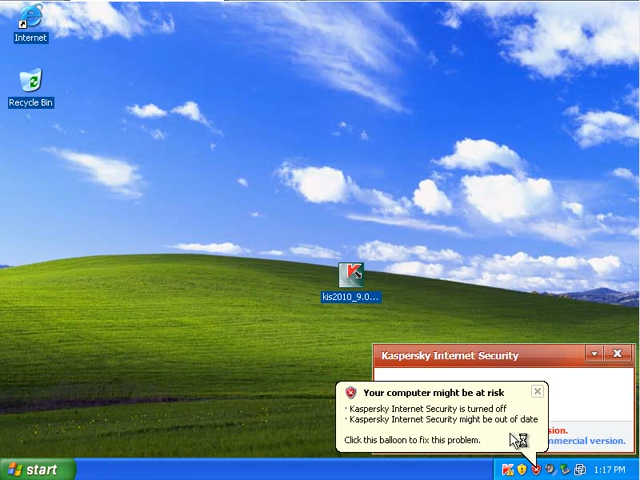 Internet
Recycle Bin
kis2010_9.0...
Kaspersky Internet Security
Your computer might be at risk
· Kaspersky Internet Security is turned off
· Kaspersky Internet Security might be out of date
Click this balloon to fix this problem.
sion.
mmercial version.
start
1:17 PM